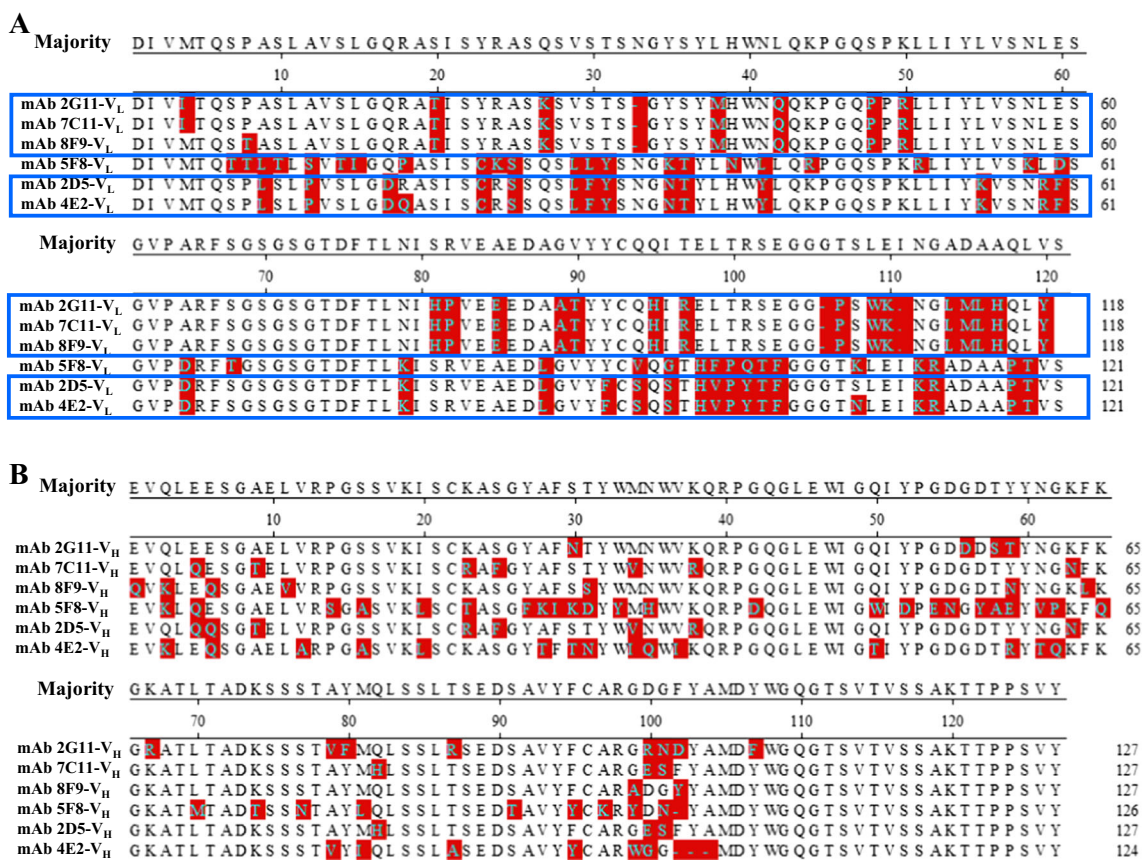 A
Majority DIVMTQSPASLAVSLGQRASISYRASQSVSTSNGYSYLHWNLQKPGQSPKLLIYLVSNLES
10 20 30 40 50 60
mAb 2G11-VL DIVLTQSPASLAVSLGQRATISYRASKSVSTS-GYSYMHWNQQKPGQPPRLLIYLVSNLES 60
mAb 7C11-VL DIVLTQSPASLAVSLGQRATISYRASKSVSTS-GYSYMHWNQQKPGQPPRLLIYLVSNLES 60
mAb 8F9-VL DIVMTQSTASLAVSLGQRATISYRASKSVSTS-GYSYMHWNQQKPGQPPRLLIYLVSNLES 60
mAb 5F8-VL DIVMTQTTLTLSVTIGQPASISCKSSQSLLYSNGKTYLNWLLQRPGQSPKRLIYLVSKLDS 61
mAb 2D5-VL DIVMTQSPLSLPVSLGDRASISCRSSQSLFYSNGNTYLHWYLQKPGQSPKLLIYKVSNRFS 61
mAb 4E2-VL DIVMTQSPLSLPVSLGDQASISCRSSQSLFYSNGNTYLHWYLQKPGQSPKLLIYKVSNRFS 61
Majority GVPARFSGSGSGTDFTLNISRVEAEDAGVYYCQQITELTRSEGGGTSLEINGADAAQLVS
70 80 90 100 110 120
mAb 2G11-VL GVPARFSGSGSGTDFTLNIHPVEEEDAATYYCQHIRELTRSEGG-PSWK.NGLMLHQLY 118
mAb 7C11-VL GVPARFSGSGSGTDFTLNIHPVEEEDAATYYCQHIRELTRSEGG-PSWK.NGLMLHQLY 118
mAb 8F9-VL GVPARFSGSGSGTDFTLNIHPVEEEDAATYYCQHIRELTRSEGG-PSWK.NGLMLHQLY 118
mAb 5F8-VL GVPDRFTGSGSGTDFTLKISRVEAEDLGVYYCVQGTHFPQTFGGGTKLEIKRADAAPTVS 121
mAb 2D5-VL GVPDRFSGSGSGTDFTLKISRVEAEDLGVYFCSQSTHVPYTFGGGTSLEIKRADAAPTVS 121
mAb 4E2-VL GVPDRFSGSGSGTDFTLKISRVEAEDLGVYFCSQSTHVPYTFGGGTNLEIKRADAAPTVS 121
B
Majority EVQLEESGAELVRPGSSVKISCKASGYAFSTYWMNWVKQRPGQGLEWIGQIYPGDGDTYYNGKFK
10 20 30 40 50 60
mAb 2G11-VH EVQLEESGAELVRPGSSVKISCKASGYAFNTYWMNWVKQRPGQGLEWIGQIYPGDDDSTYNGKFK 65
mAb 7C11-VH EVQLQESGTELVRPGSSVKISCRAFGYAFSTYWVNWVRQRPGQGLEWIGQIYPGDGDTYYNGNFK 65
mAb 8F9-VH QVKLEQSGAEVVRPGSSVKISCKASGYAFSSYWMNWVKQRPGQGLEWIGQIYPGDGDTNYNGKLK 65
mAb 5F8-VH EVKLQESGAELVRSGASVKLSCTASGFKIKDYYMHWVKQRPDQGLEWIGWIDPENGYAEYVPKFQ 65
mAb 2D5-VH EVQLQQSGTELVRPGSSVKISCRAFGYAFSTYWVNWVRQRPGQGLEWIGQIYPGDGDTYYNGNFK 65
mAb 4E2-VH EVKLEQSGAELARPGASVKLSCKASGYTFTNYWLQWIKQRPGQGLEWIGTIYPGDGDTRYTQKFK 65
Majority GKATLTADKSSSTAYMQLSSLTSEDSAVYFCARGDGFYAMDYWGQGTSVTVSSAKTTPPSVY
70 80 90 100 110 120
mAb 2G11-VH GRATLTADKSSSTVFMQLSSLRSEDSAVYFCARGRNDYAMDFWGQGTSVTVSSAKTTPPSVY 127
mAb 7C11-VH GKATLTADKSSSTAYMHLSSLTSEDSAVYFCARGESFYAMDYWGQGTSVTVSSAKTTPPSVY 127
mAb 8F9-VH GKATLTADKSSSTAYMQLSSLTSEDSAVYFCARADGYYAMDYWGQGTSVTVSSAKTTPPSVY 127
mAb 5F8-VH GKATMTADTSSNTAYLQLSSLTSEDTAVYYCKRYDN-YAMDYWGQGTSVTVSSAKTTPPSVY 126
mAb 2D5-VH GKATLTADKSSSTAYMHLSSLTSEDSAVYFCARGESFYAMDYWGQGTSVTVSSAKTTPPSVY 127
mAb 4E2-VH GKATLTADKSSSTVYIQLSSLASEDSAVYYCARWGG---MDYWGQGTSVTVSSAKTTPPSVY 124